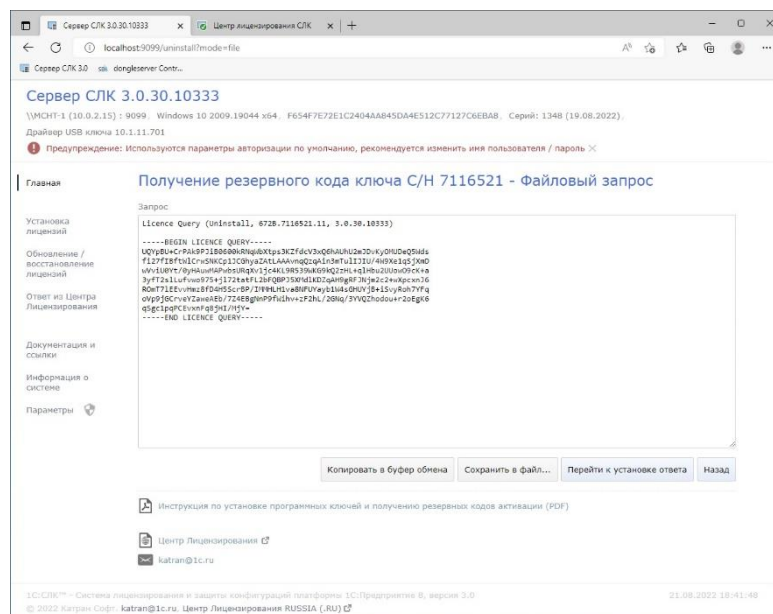 Сервер СЛК 3.0.30.10333
Центр лицензирования СЛК
localhost:9099/uninstall?mode=file
Сервер СЛК 3.0
dongleserver Contr...
Сервер СЛК 3.0.30.10333
\\МСНТ-1 (10.0.2.15) : 9099, Windows 10 2009.19044 x64, F654F7E72E1C2404AA845DA4E512C77127C6EBA8, Серий: 1348 (19.08.2022),
Драйвер USB ключа 10.1.11.701
Предупреждение: Используются параметры авторизации по умолчанию, рекомендуется изменить имя пользователя / пароль
Главная
Получение резервного кода ключа С/Н 7116521 - Файловый запрос
Запрос
Установка
лицензий
Обновление /
восстановление
лицензий
Ответ из Центра
Лицензирования
Документация и
ссылки
Информация о
системе
Параметры
Licence Query (Uninstall, 672B.7116521.11, 3.0.30.10333)
-----BEGIN LICENCE QUERY-----
-----END LICENCE QUERY-----
Копировать в буфер обмена
Сохранить в файл...
Перейти к установке ответа
Назад
Инструкция по установке программных ключей и получению резервных кодов активации (PDF)
Центр Лицензирования
katran@1c.ru
1С:СЛК™ - Система лицензирования и защиты конфигураций платформы 1С:Предприятие 8, версия 3.0
21.08.2022 18:41:48
© 2022 Катран Софт, katran@1c.ru, Центр Лицензирования RUSSIA (.RU)